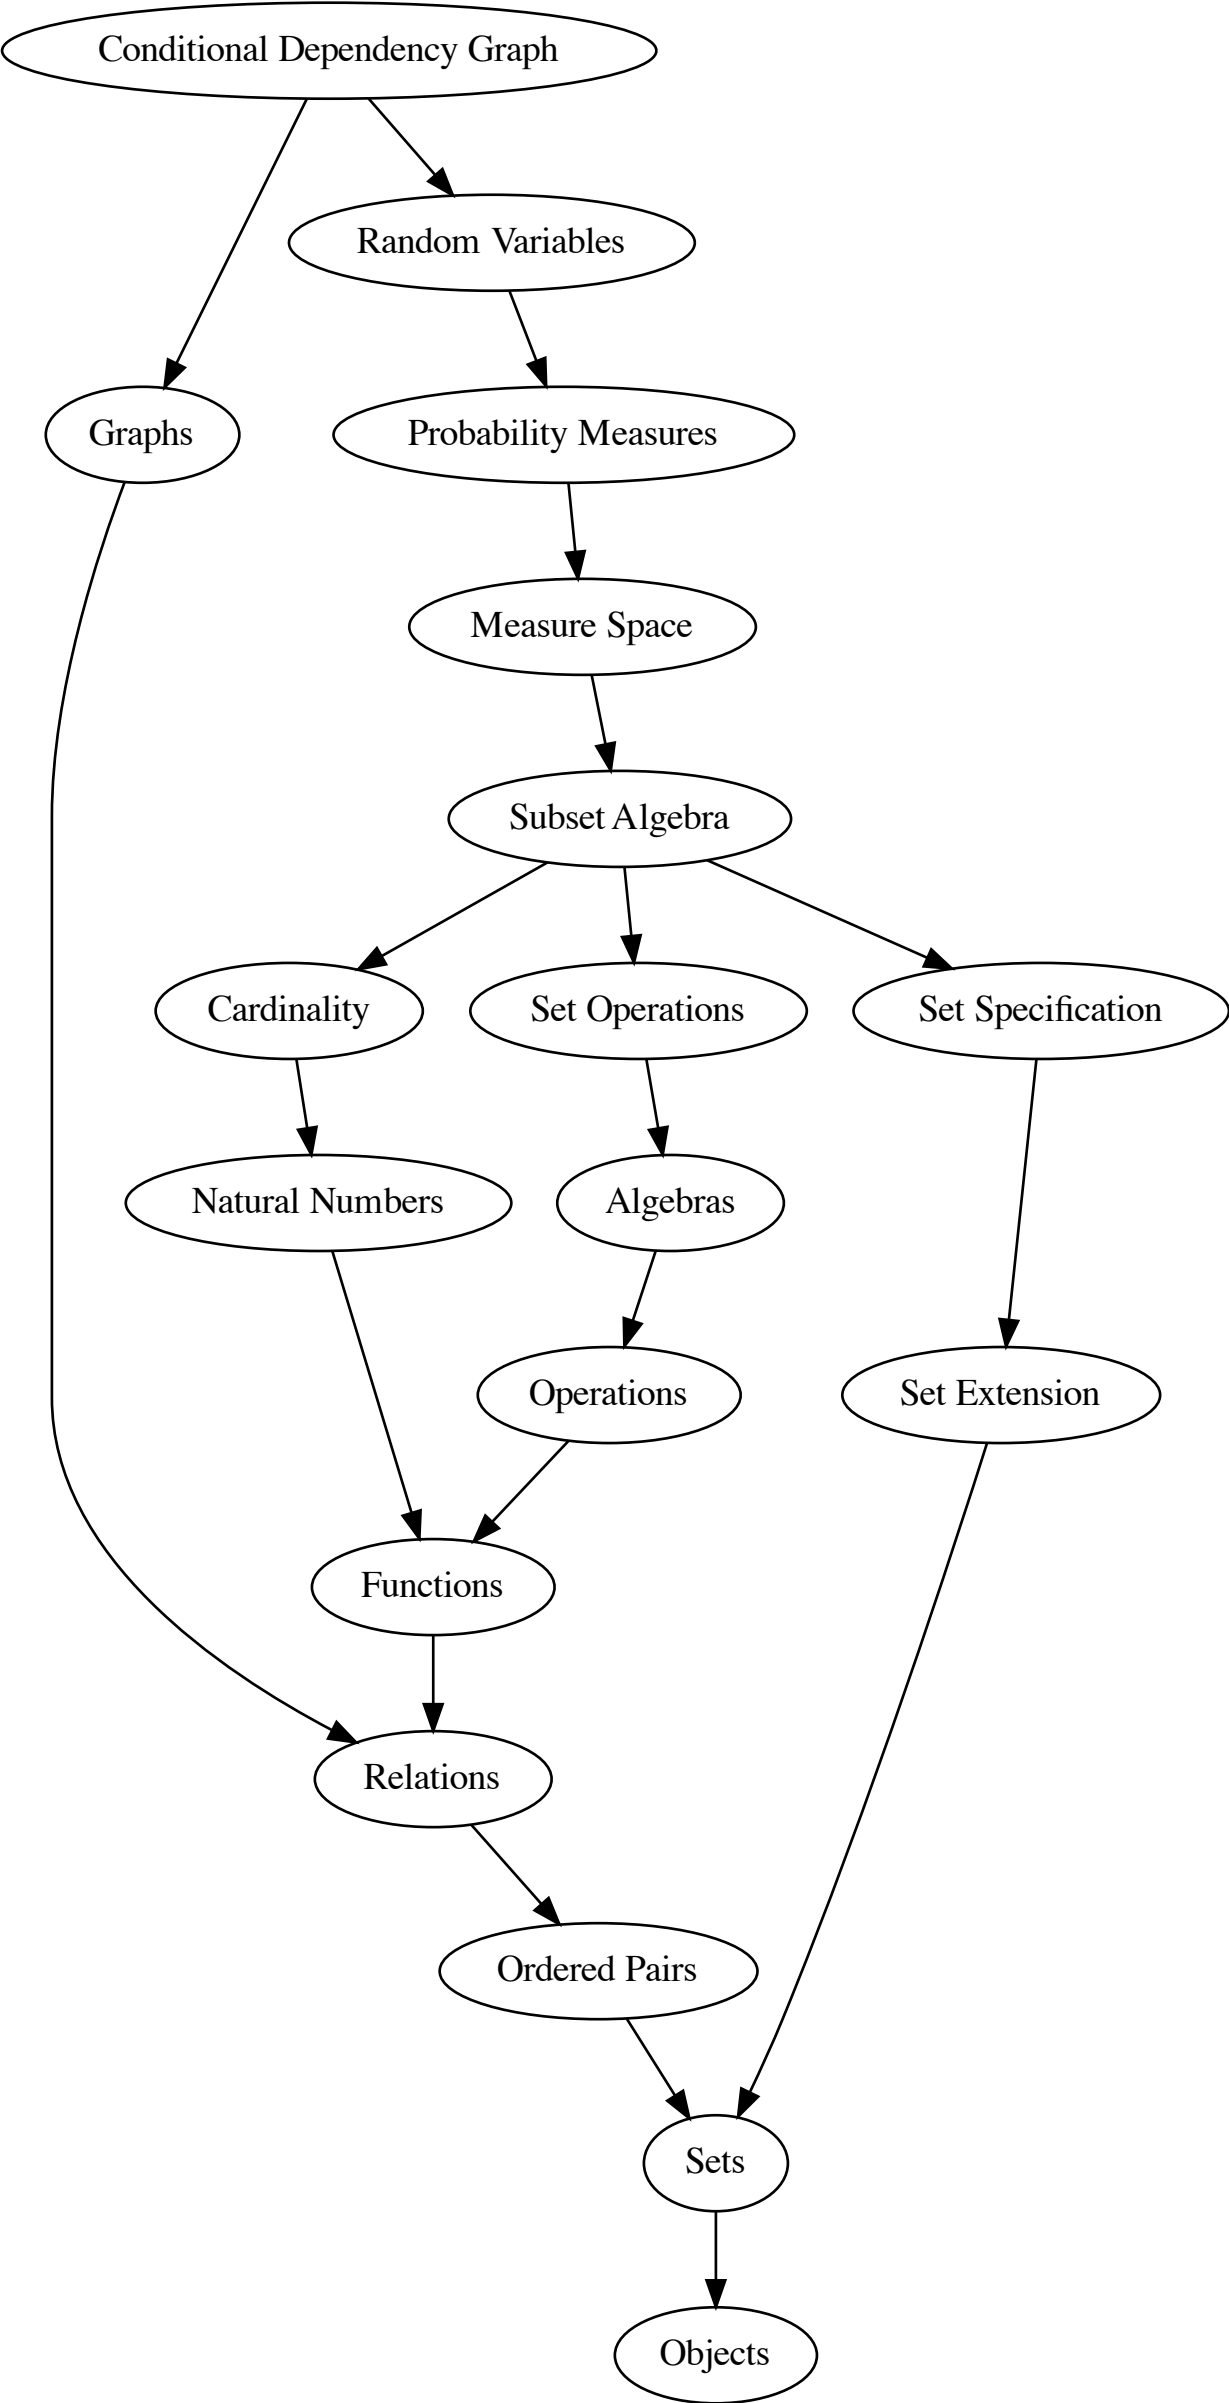 Conditional Dependency Graph
Random Variables
Graphs
Probability Measures
Measure Space
Subset Algebra
Cardinality
Set Operations
Set Specification
Natural Numbers
Algebras
Operations
Set Extension
Functions
Relations
Ordered Pairs
Sets
Objects